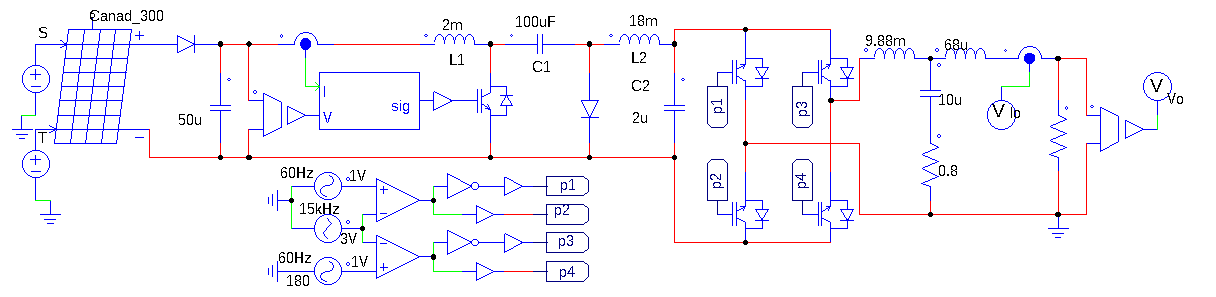 Canad_300
S
+
T
−
50u
I
V
sig
2m
L1
100uF
C1
18m
L2
C2
2u
p1
p3
p2
p4
9.88m
68u
10u
0.8
V
Io
V
Vo
60Hz
1V
15kHz
3V
60Hz
180
1V
p1
p2
p3
p4